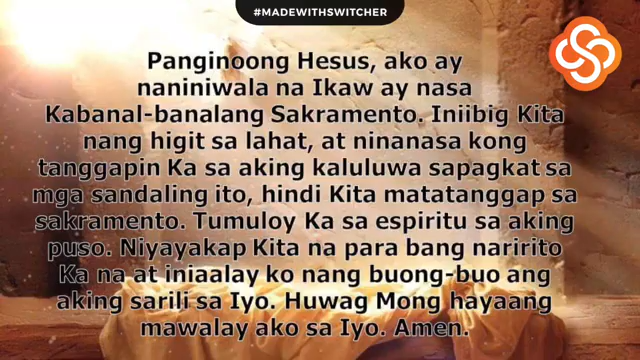 #MADEWITHSWITCHER
Panginoong Hesus, ako ay
naniniwala na Ikaw ay nasa
Kabanal-banalang Sakramento. Iniibig Kita
nang higit sa lahat, at ninanasa kong
tanggapin Ka sa aking kaluluwa sapagkat sa
mga sandaling ito, hindi Kita matatanggap sa
sakramento. Tumuloy Ka sa espiritu sa aking
puso. Niyayakap Kita na para bang naririto
Ka na at iniaalay ko nang buong-buo ang
aking sarili sa Iyo. Huwag Mong hayaang
mawalay ako sa Iyo. Amen.